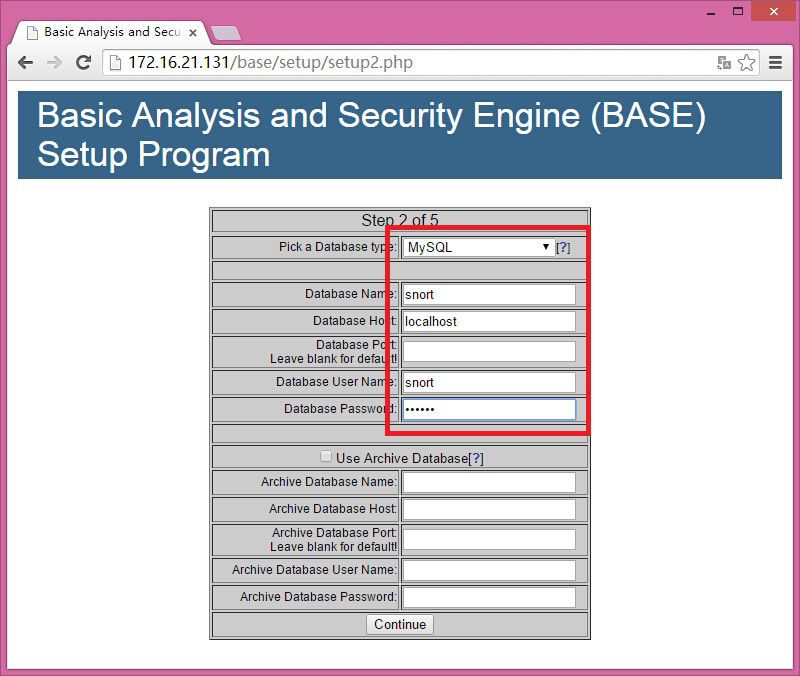 Basic Analysis and Secu
172.16.21.131/base/setup/setup2.php
Basic Analysis and Security Engine (BASE)
Setup Program
Step 2 of 5
Pick a Database type: MySQL [?]
Database Name: snort
Database Host: localhost
Database Port:
Leave blank for default!
Database User Name: snort
Database Password: ••••••
Use Archive Database[?]
Archive Database Name:
Archive Database Host:
Archive Database Port:
Leave blank for default!
Archive Database User Name:
Archive Database Password:
Continue